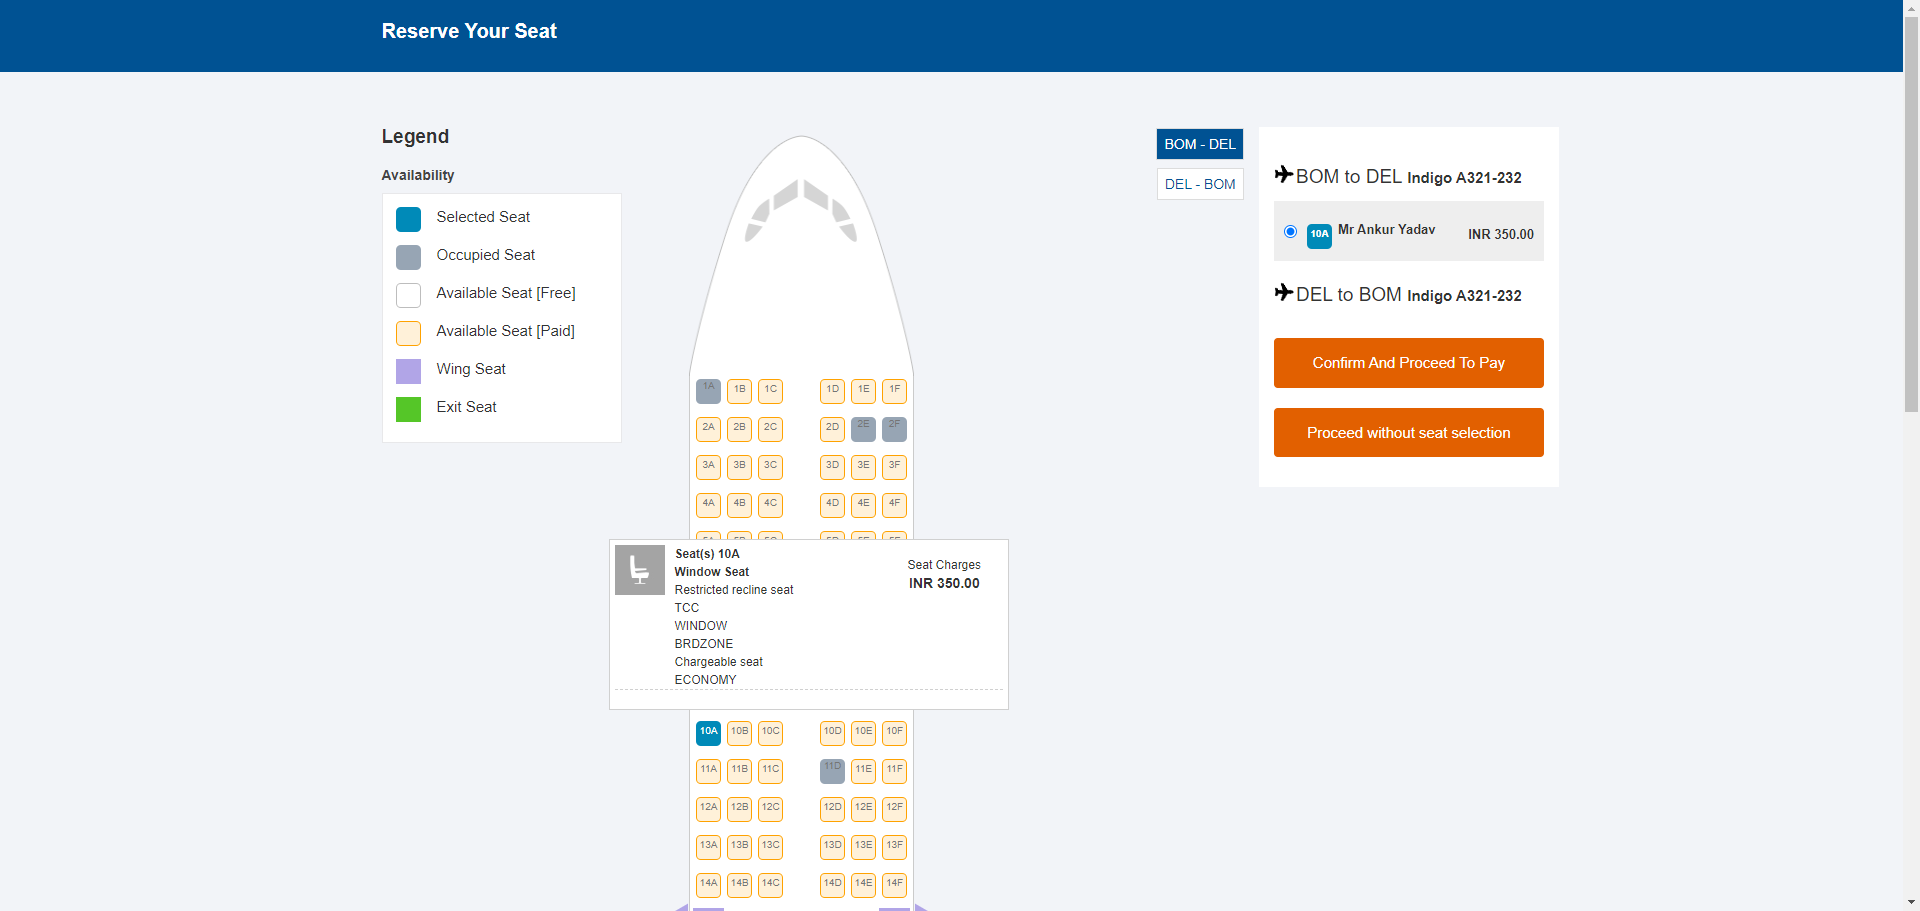 Reserve Your Seat
Legend
Availability
Selected Seat
Occupied Seat
Available Seat [Free]
Available Seat [Paid]
Wing Seat
Exit Seat
1A 1B 1C 1D 1E 1F
2A 2B 2C 2D 2E 2F
3A 3B 3C 3D 3E 3F
4A 4B 4C 4D 4E 4F
Seat(s) 10A
Window Seat
Restricted recline seat
TCC
WINDOW
BRDZONE
Chargeable seat
ECONOMY
Seat Charges
INR 350.00
10A 10B 10C 10D 10E 10F
11A 11B 11C 11D 11E 11F
12A 12B 12C 12D 12E 12F
13A 13B 13C 13D 13E 13F
14A 14B 14C 14D 14E 14F
BOM - DEL
DEL - BOM
BOM to DEL Indigo A321-232
10A Mr Ankur Yadav INR 350.00
DEL to BOM Indigo A321-232
Confirm And Proceed To Pay
Proceed without seat selection